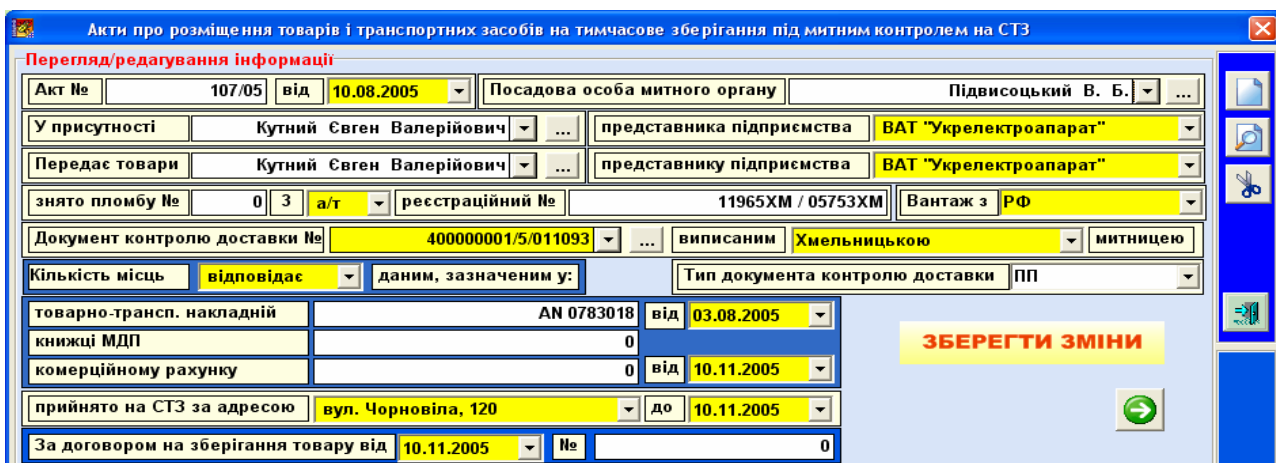 Акти про розміщення товарів і транспортних засобів на тимчасове зберігання під митним контролем на СТЗ
Перегляд/редагування інформації
Акт № 107/05 від 10.08.2005 Посадова особа митного органу Підвисоцький В. Б. ...
У присутності Кутний Євген Валерійович ... представника підприємства ВАТ "Укрелектроапарат"
Передає товари Кутний Євген Валерійович ... представнику підприємства ВАТ "Укрелектроапарат"
знято пломбу № 0 З а/т реєстраційний № 11965ХМ / 05753ХМ Вантаж з РФ
Документ контролю доставки № 400000001/5/011093 ... виписаним Хмельницькою митницею
Кількість місць відповідає даним, зазначеним у: Тип документа контролю доставки ПП
товарно-трансп. накладній AN 0783018 від 03.08.2005
книжці МДП 0
ЗБЕРЕГТИ ЗМІНИ
комерційному рахунку 0 від 10.11.2005
прийнято на СТЗ за адресою вул. Чорновіла, 120 до 10.11.2005
За договором на зберігання товару від 10.11.2005 № 0